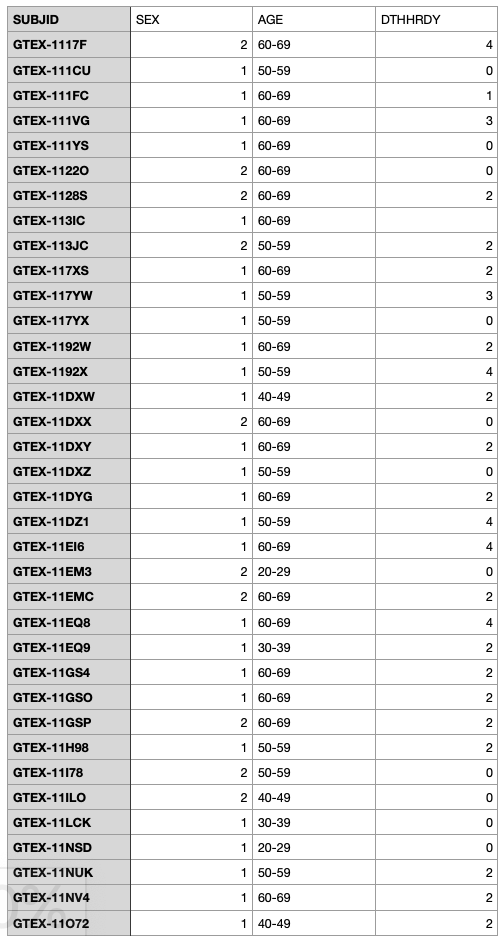 SUBJID SEX AGE DTHHRDY
GTEX-1117F 2 60-69 4
GTEX-111CU 1 50-59 0
GTEX-111FC 1 60-69 1
GTEX-111VG 1 60-69 3
GTEX-111YS 1 60-69 0
GTEX-1122O 2 60-69 0
GTEX-1128S 2 60-69 2
GTEX-113IC 1 60-69
GTEX-113JC 2 50-59 2
GTEX-117XS 1 60-69 2
GTEX-117YW 1 50-59 3
GTEX-117YX 1 50-59 0
GTEX-1192W 1 60-69 2
GTEX-1192X 1 50-59 4
GTEX-11DXW 1 40-49 2
GTEX-11DXX 2 60-69 0
GTEX-11DXY 1 60-69 2
GTEX-11DXZ 1 50-59 0
GTEX-11DYG 1 60-69 2
GTEX-11DZ1 1 50-59 4
GTEX-11EI6 1 60-69 4
GTEX-11EM3 2 20-29 0
GTEX-11EMC 2 60-69 2
GTEX-11EQ8 1 60-69 4
GTEX-11EQ9 1 30-39 2
GTEX-11GS4 1 60-69 2
GTEX-11GSO 1 60-69 2
GTEX-11GSP 2 60-69 2
GTEX-11H98 1 50-59 2
GTEX-11I78 2 50-59 0
GTEX-11ILO 2 40-49 0
GTEX-11LCK 1 30-39 0
GTEX-11NSD 1 20-29 0
GTEX-11NUK 1 50-59 2
GTEX-11NV4 1 60-69 2
GTEX-11O72 1 40-49 2